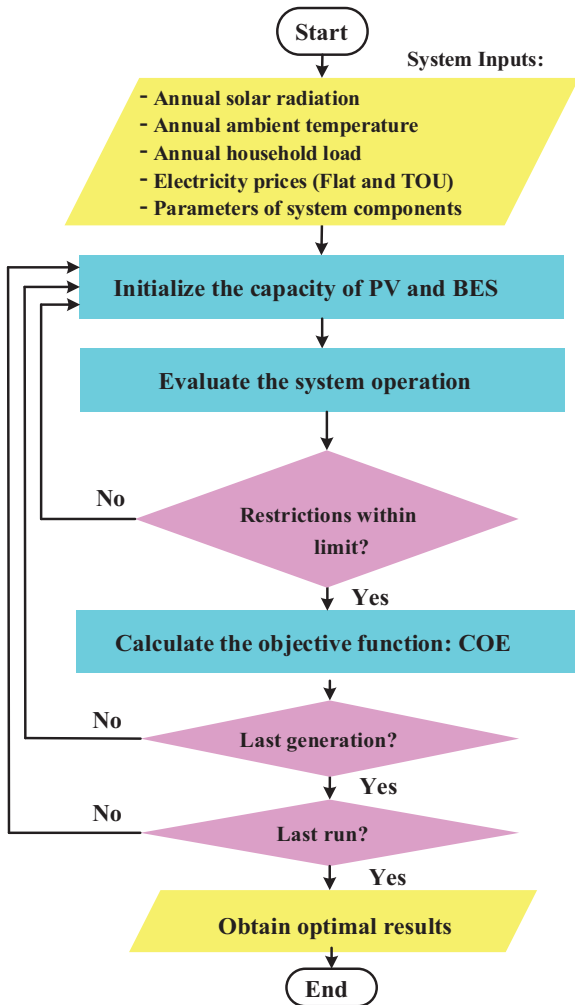 Start
System Inputs:
- Annual solar radiation
- Annual ambient temperature
- Annual household load
- Electricity prices (Flat and TOU)
- Parameters of system components
Initialize the capacity of PV and BES
Evaluate the system operation
No
Restrictions within
limit?
Yes
Calculate the objective function: COE
No
Last generation?
Yes
No
Last run?
Yes
Obtain optimal results
End